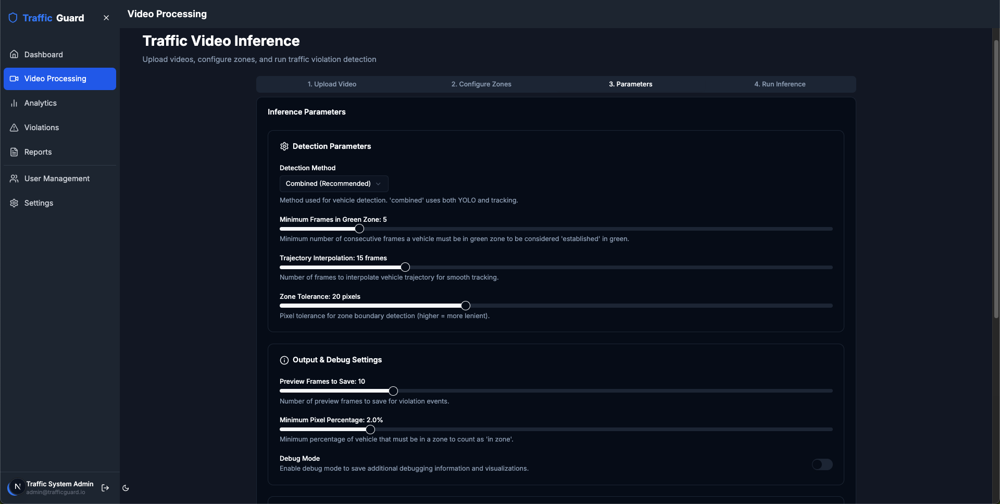 Traffic Guard
Dashboard
Video Processing
Analytics
Violations
Reports
User Management
Settings
N
Traffic System Admin
admin@trafficguard.io
Video Processing
Traffic Video Inference
Upload videos, configure zones, and run traffic violation detection
1. Upload Video
2. Configure Zones
3. Parameters
4. Run Inference
Inference Parameters
Detection Parameters
Detection Method
Combined (Recommended)
Method used for vehicle detection. 'combined' uses both YOLO and tracking.
Minimum Frames in Green Zone: 5
Minimum number of consecutive frames a vehicle must be in green zone to be considered 'established' in green.
Trajectory Interpolation: 15 frames
Number of frames to interpolate vehicle trajectory for smooth tracking.
Zone Tolerance: 20 pixels
Pixel tolerance for zone boundary detection (higher = more lenient).
Output & Debug Settings
Preview Frames to Save: 10
Number of preview frames to save for violation events.
Minimum Pixel Percentage: 2.0%
Minimum percentage of vehicle that must be in a zone to count as 'in zone'.
Debug Mode
Enable debug mode to save additional debugging information and visualizations.